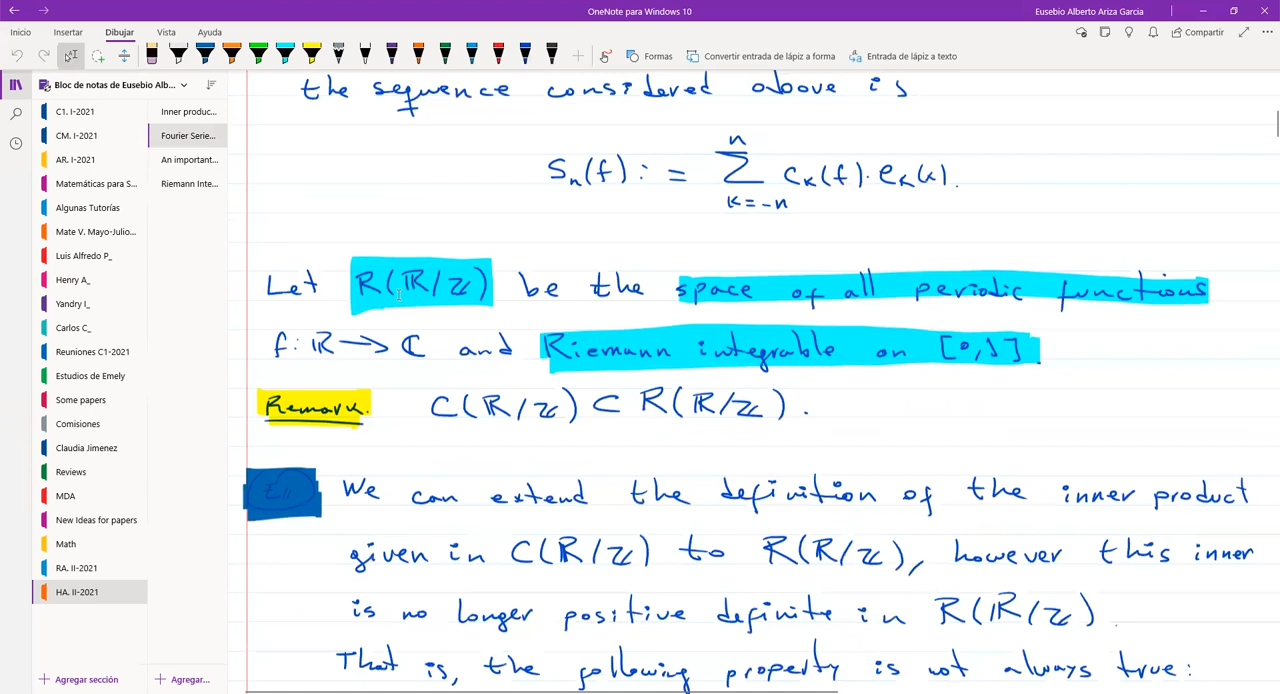 OneNote para Windows 10
Eusebio Alberto Ariza Garcia
Inicio Insertar Dibujar Vista Ayuda
Compartir
Formas Convertir entrada de lápiz a forma Entrada de lápiz a texto
Bloc de notas de Eusebio Alb...
C1. I-2021
CM. I-2021
AR. I-2021
Matemáticas para S...
Algunas Tutorías
Mate V. Mayo-Julio...
Luis Alfredo P_
Henry A_
Yandry I_
Carlos C_
Reuniones C1-2021
Estudios de Emely
Some papers
Comisiones
Claudia Jimenez
Reviews
MDA
New Ideas for papers
Math
RA. II-2021
HA. II-2021
Agregar sección
Inner produc...
Fourier Serie...
An important...
Riemann Inte...
Agregar...
the sequence considered above is
Sₙ(f) := ∑_{k=-n}^{n} cₖ(f)·eₖ(x).
Let R(ℝ/ℤ) be the space of all periodic functions
f: ℝ → ℂ and Riemann integrable on [0,1].
Remark. C(ℝ/ℤ) ⊂ R(ℝ/ℤ).
E11 We can extend the definition of the inner product
given in C(ℝ/ℤ) to R(ℝ/ℤ), however this inner
is no longer positive definite in R(ℝ/ℤ).
That is, the following property is not always true: